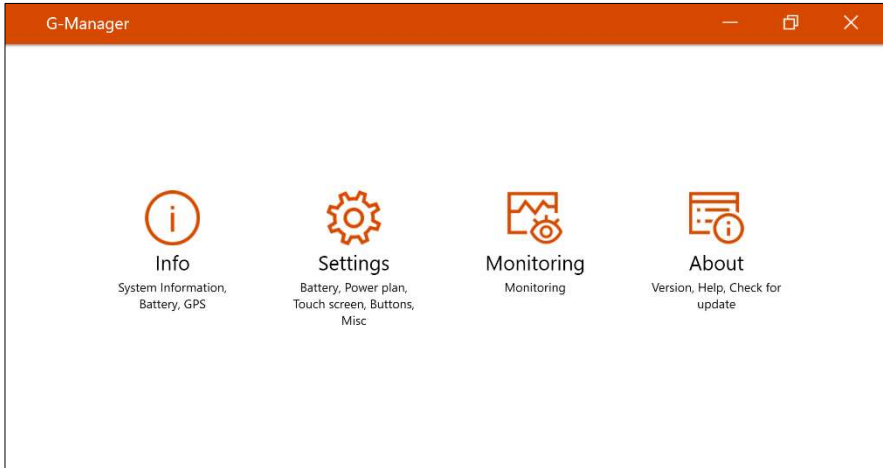 G-Manager
Info
System Information,
Battery, GPS
Settings
Battery, Power plan,
Touch screen, Buttons,
Misc
Monitoring
Monitoring
About
Version, Help, Check for
update